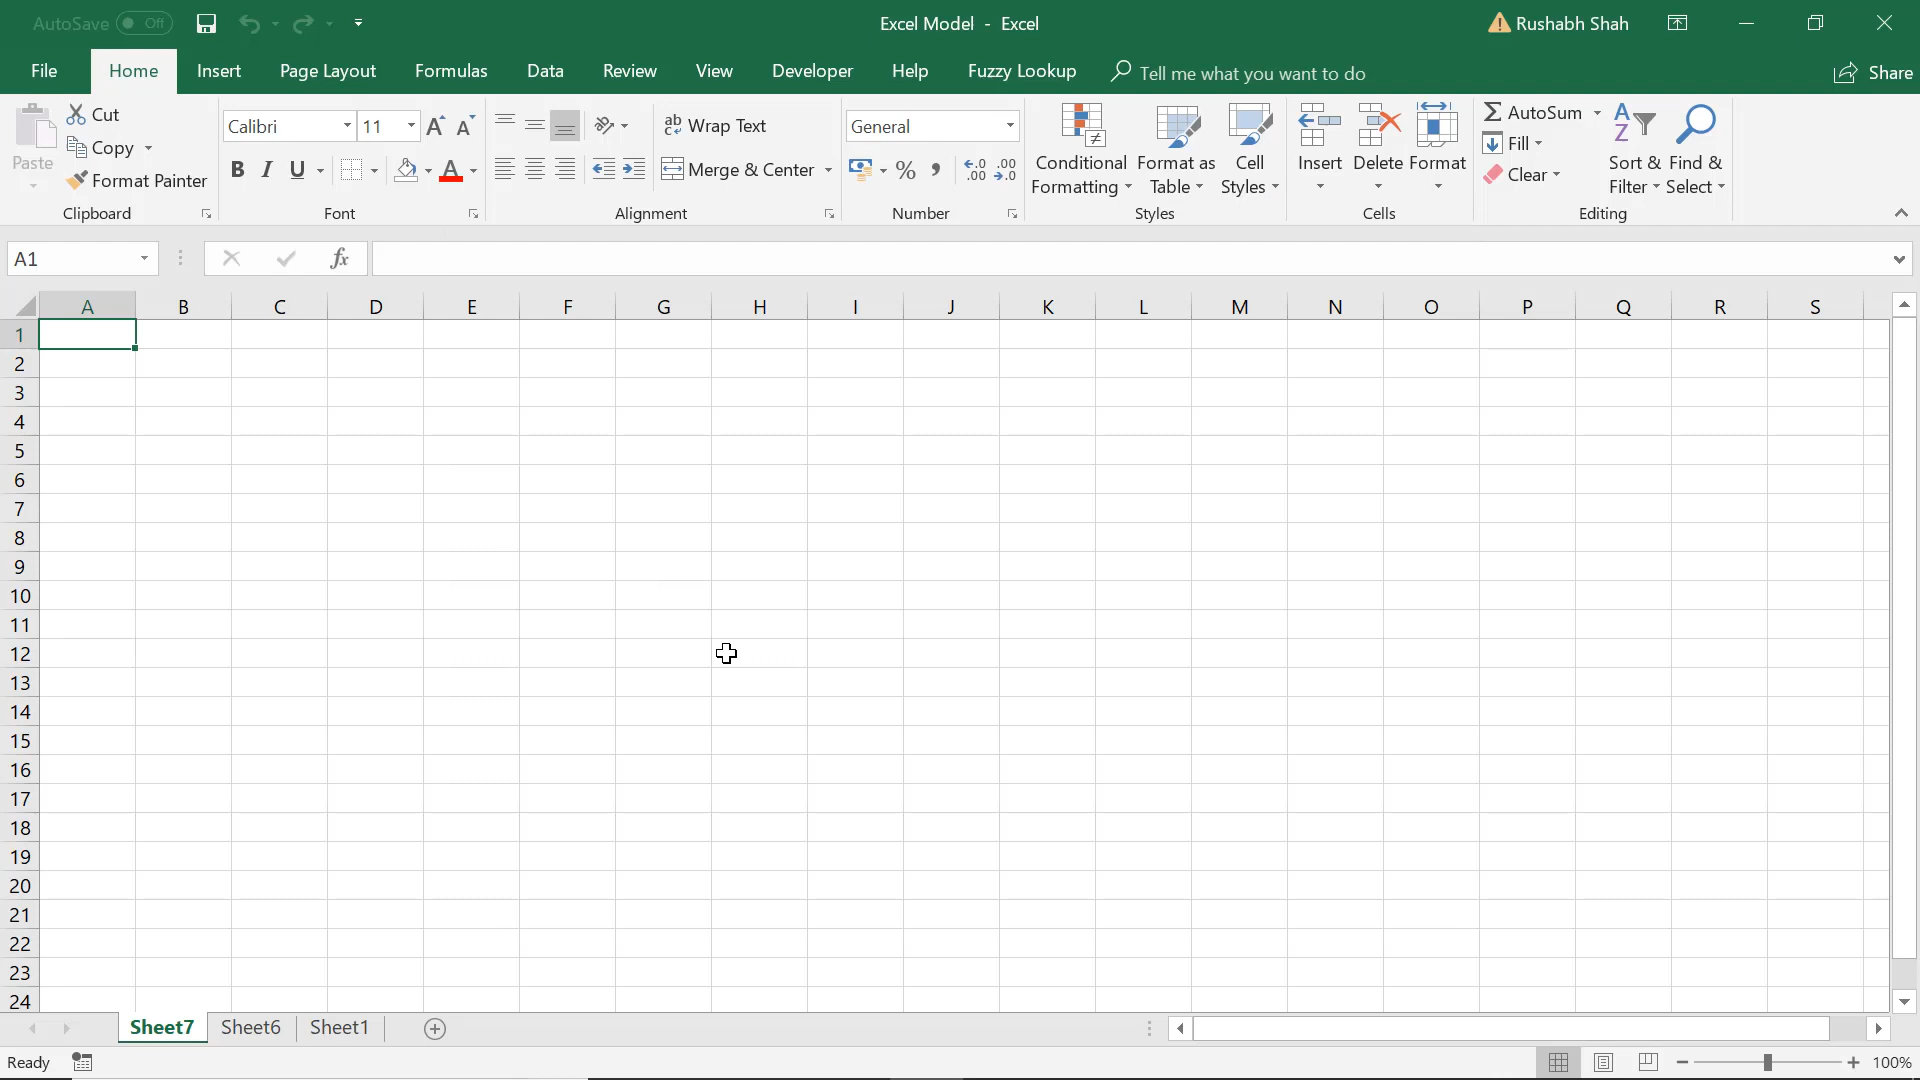 AutoSave Off
Excel Model - Excel
Rushabh Shah
File Home Insert Page Layout Formulas Data Review View Developer Help Fuzzy Lookup Tell me what you want to do Share
Paste
Cut
Copy
Format Painter
Clipboard
Calibri 11
B I U A
Font
ab Wrap Text
Merge & Center
Alignment
General
% ,
Number
Conditional Formatting
Format as Table
Cell Styles
Styles
Insert
Delete
Format
Cells
Σ AutoSum
Fill
Clear
Sort & Filter
Find & Select
Editing
A1 fx
A B C D E F G H I J K L M N O P Q R S
1
2
3
4
5
6
7
8
9
10
11
12
13
14
15
16
17
18
19
20
21
22
23
24
Sheet7 Sheet6 Sheet1
Ready 100%